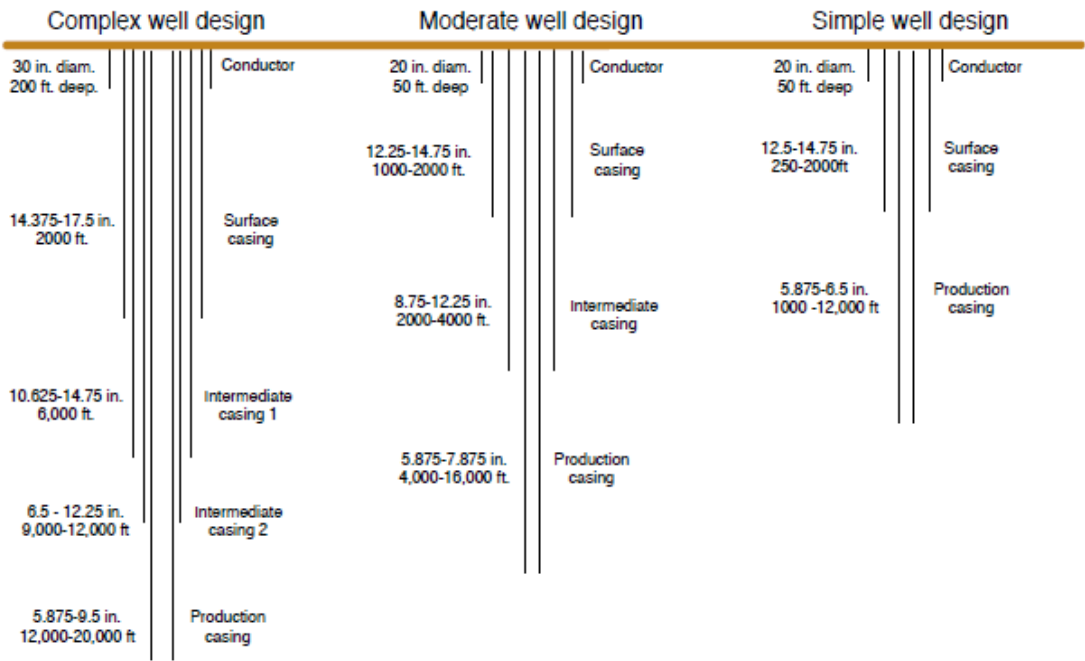 Complex well design
30 in. diam.
200 ft. deep.
Conductor
14.375-17.5 in.
2000 ft.
Surface
casing
10.625-14.75 in.
6,000 ft.
Intermediate
casing 1
6.5 - 12.25 in.
9,000-12,000 ft
Intermediate
casing 2
5.875-9.5 in.
12,000-20,000 ft
Production
casing
Moderate well design
20 in. diam.
50 ft. deep
Conductor
12.25-14.75 in.
1000-2000 ft.
Surface
casing
8.75-12.25 in.
2000-4000 ft.
Intermediate
casing
5.875-7.875 in.
4,000-16,000 ft.
Production
casing
Simple well design
20 in. diam.
50 ft. deep
Conductor
12.5-14.75 in.
250-2000ft
Surface
casing
5.875-6.5 in.
1000 -12,000 ft
Production
casing